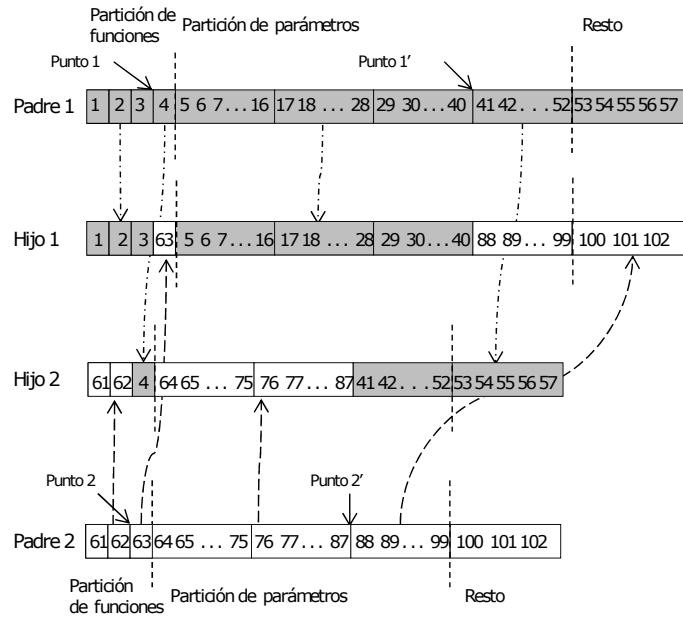 Partición de
funciones
Partición de parámetros
Resto
Punto 1
Punto 1′
Padre 1 1 2 3 4 5 6 7 . . . 16 17 18 ... 28 29 30... 40 41 42 . . . 52 53 54 55 56 57
Hijo 1 1 2 3 63 5 6 7 . . . 16 17 18 ... 28 29 30... 40 88 89 ... 99 100 101 102
Hijo 2 61 62 4 64 65 ... 75 76 77... 87 41 42. . . 52 53 54 55 56 57
Punto 2
Punto 2′
Padre 2 61 62 63 64 65 ... 75 76 77... 87 88 89... 99 100 101 102
Partición
de funciones
Partición de parámetros
Resto